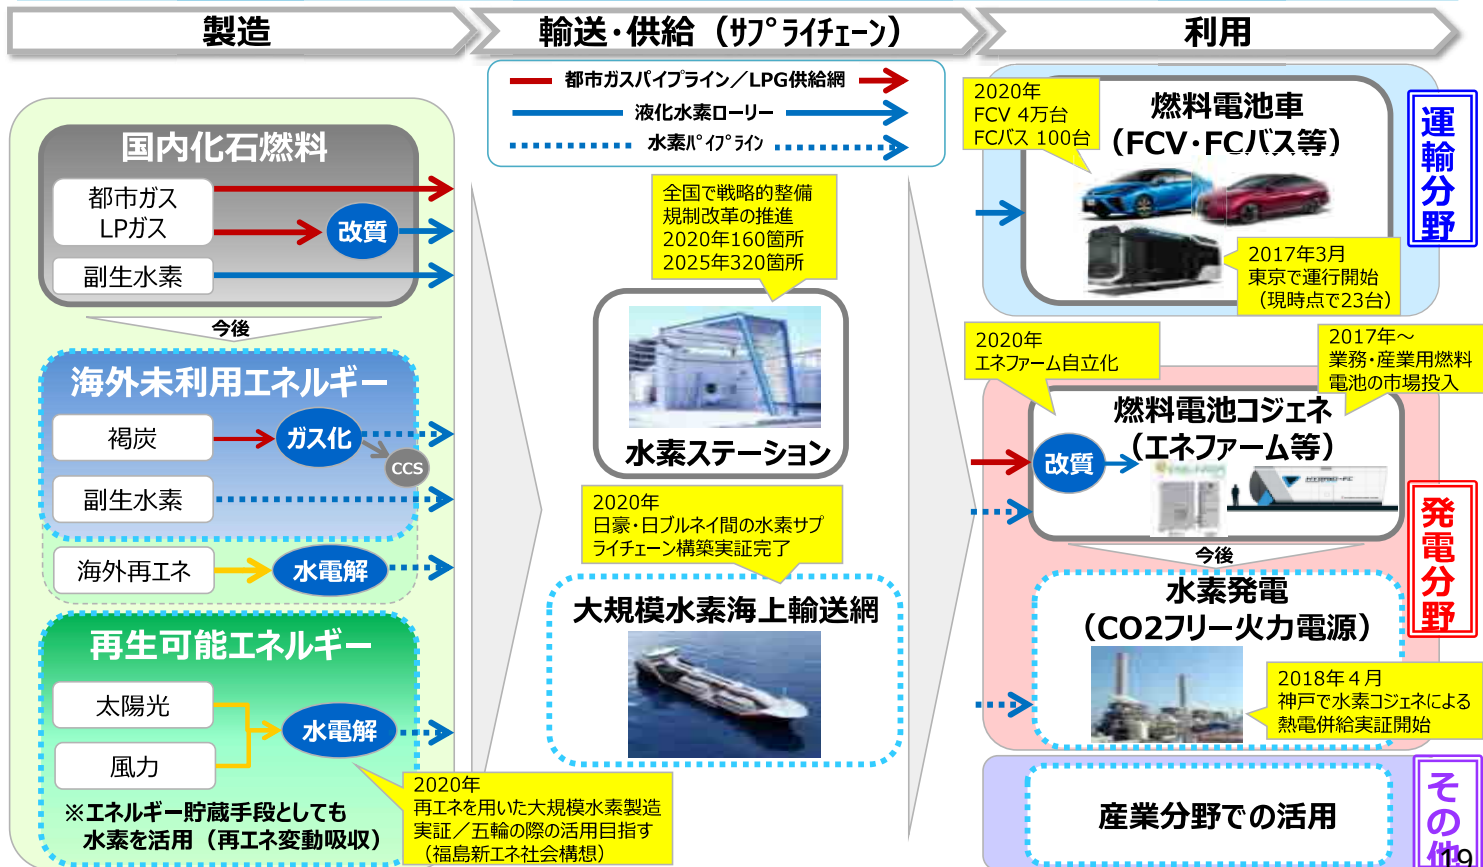 製造
輸送・供給（サプライチェーン）
利用
都市ガスパイプライン／LPG供給網
液化水素ローリー
水素パイプライン
国内化石燃料
都市ガス
LPガス
改質
副生水素
今後
海外未利用エネルギー
褐炭
ガス化
CCS
副生水素
海外再エネ
水電解
再生可能エネルギー
太陽光
風力
水電解
※エネルギー貯蔵手段としても
水素を活用（再エネ変動吸収）
2020年
再エネを用いた大規模水素製造
実証／五輪の際の活用目指す
（福島新エネ社会構想）
全国で戦略的整備
規制改革の推進
2020年160箇所
2025年320箇所
水素ステーション
2020年
日豪・日ブルネイ間の水素サプ
ライチェーン構築実証完了
大規模水素海上輸送網
2020年
FCV 4万台
FCバス 100台
燃料電池車
（FCV・FCバス等）
2017年3月
東京で運行開始
（現時点で23台）
運輸分野
2020年
エネファーム自立化
2017年～
業務・産業用燃料
電池の市場投入
燃料電池コジェネ
（エネファーム等）
改質
今後
水素発電
（CO2フリー火力電源）
2018年４月
神戸で水素コジェネによる
熱電併給実証開始
発電分野
産業分野での活用
その他
19